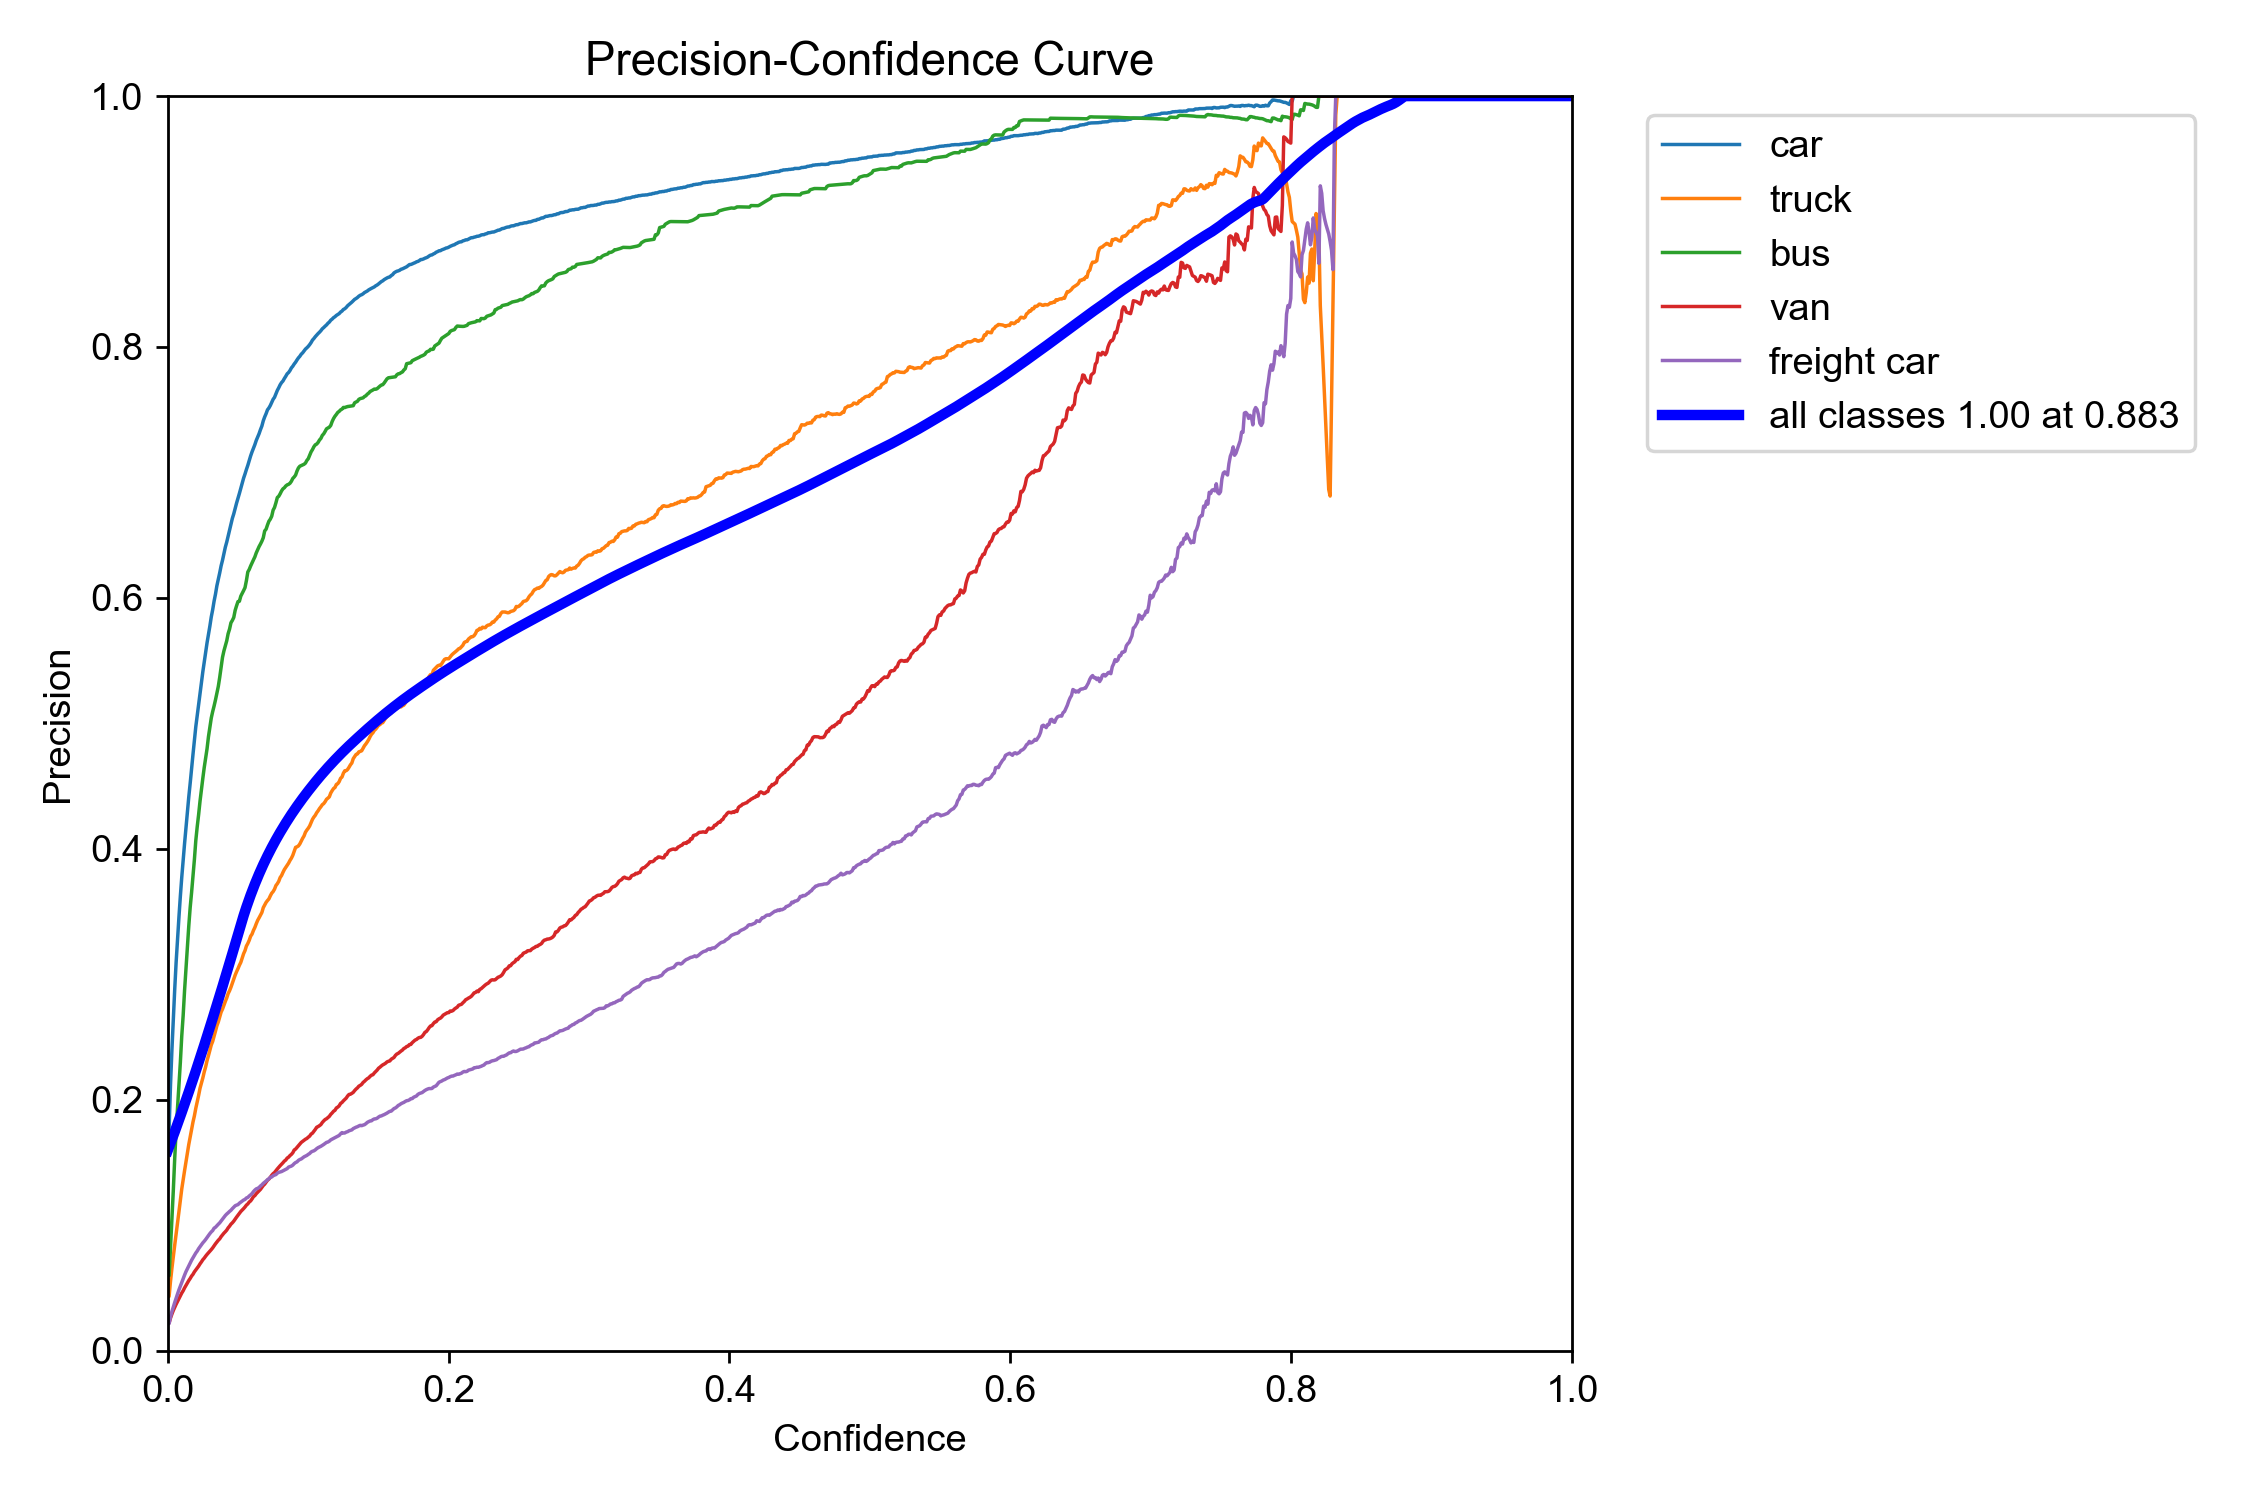 Precision-Confidence Curve
1.0
0.8
0.6
0.4
0.2
0.0
Precision
0.0 0.2 0.4 0.6 0.8 1.0
Confidence
car
truck
bus
van
freight car
all classes 1.00 at 0.883